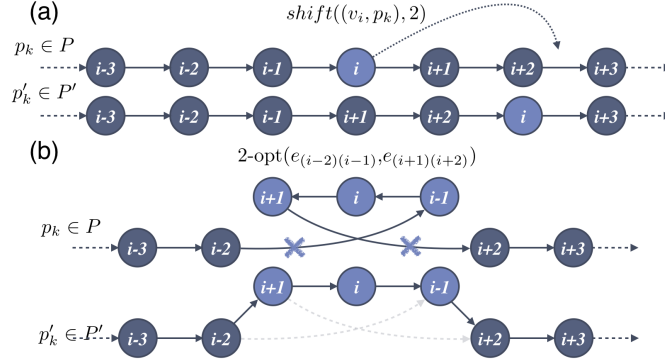 (a) shift((v_i, p_k), 2)
p_k ∈ P
i-3 i-2 i-1 i i+1 i+2 i+3
p'_k ∈ P'
i-3 i-2 i-1 i+1 i+2 i i+3
(b)
2-opt(e_{(i-2)(i-1)},e_{(i+1)(i+2)})
i+1 i i-1
p_k ∈ P
i-3 i-2 i+2 i+3
i+1 i i-1
p'_k ∈ P'
i-3 i-2 i+2 i+3